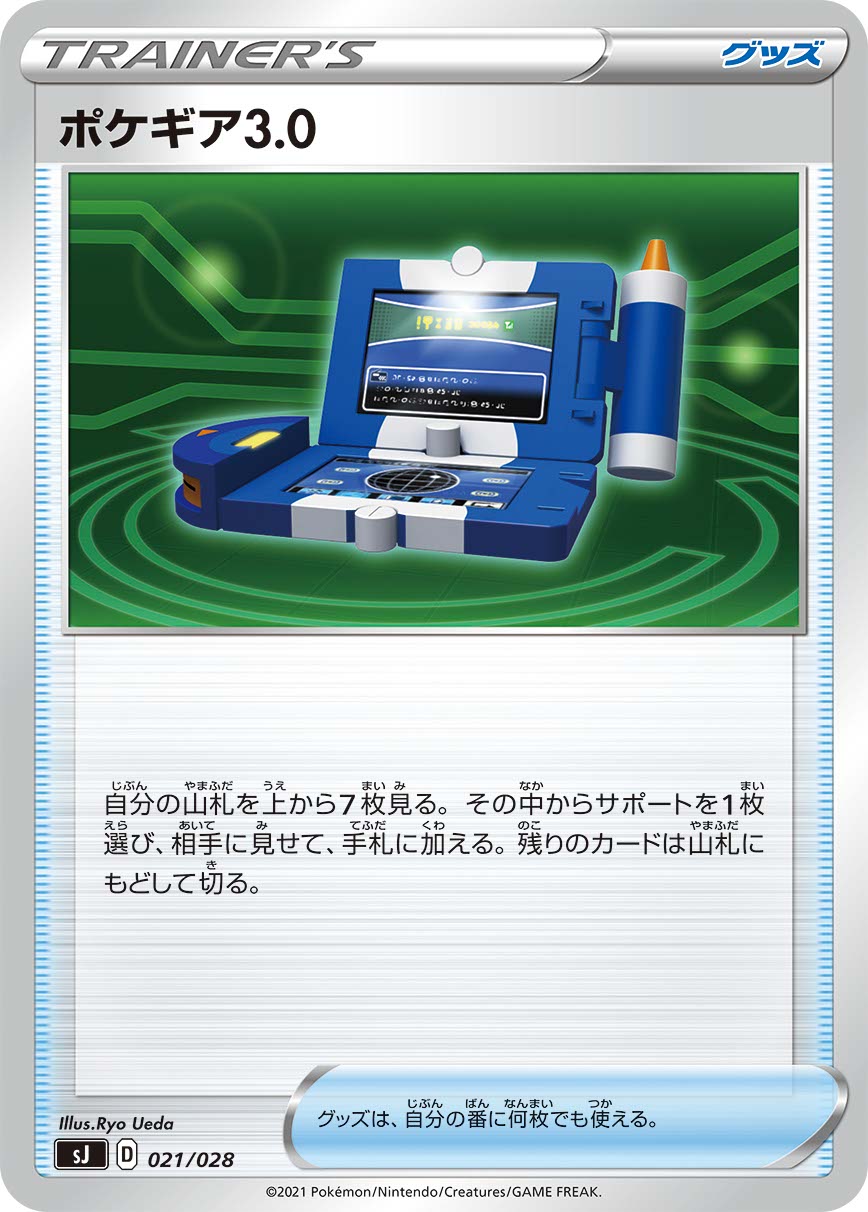 TRAINER'S グッズ
ポケギア3.0
自分の山札を上から7枚見る。その中からサポートを1枚
選び、相手に見せて、手札に加える。残りのカードは山札に
もどして切る。
Illus.Ryo Ueda
グッズは、自分の番に何枚でも使える。
sJ D 021/028
©2021 Pokémon/Nintendo/Creatures/GAME FREAK.